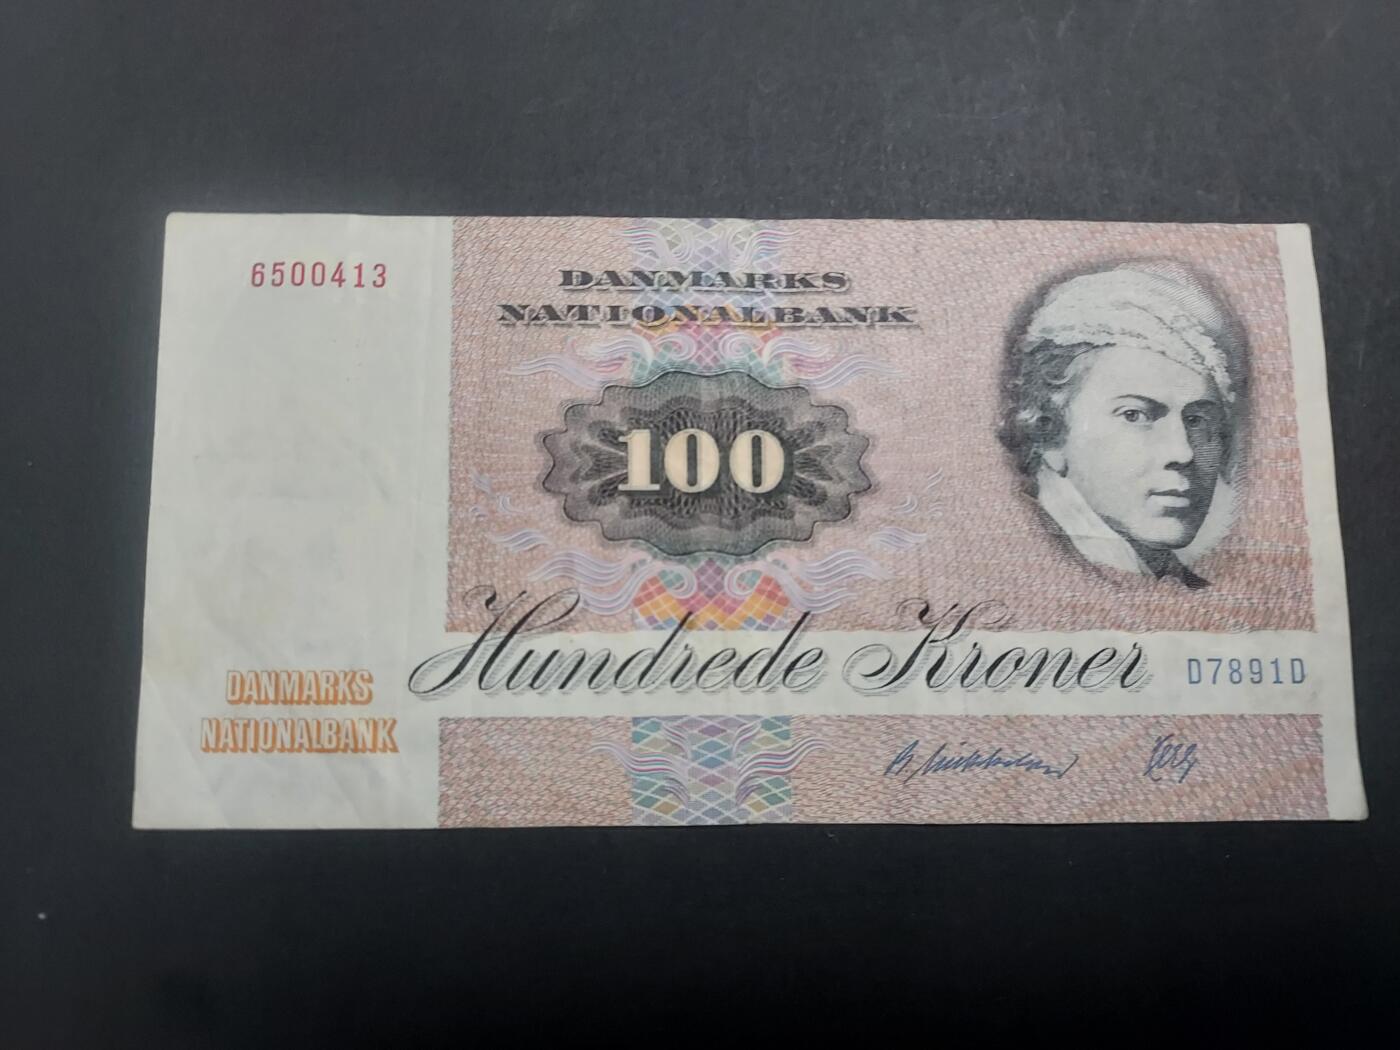 6500413
DANMARKS
NATIONALBANK
100
Hundrede Kroner
D7891D
DANMARKS
NATIONALBANK